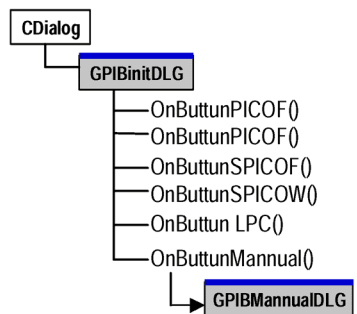 CDialog
GPIBinitDLG
OnButtunPICOF()
OnButtunPICOF()
OnButtunSPICOF()
OnButtunSPICOW()
OnButtun LPC()
OnButtunMannual()
GPIBMannualDLG